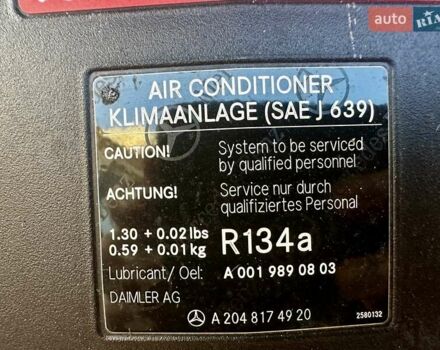 auto RIA
AIR CONDITIONER
KLIMAANLAGE (SAE J 639)
CAUTION! System to be serviced
by qualified personnel
ACHTUNG! Service nur durch
qualifiziertes Personal
1.30 + 0.02 lbs
0.59 + 0.01 kg R134a
Lubricant/ Oel: A 001 989 08 03
DAIMLER AG
A 204 817 49 20 2580132